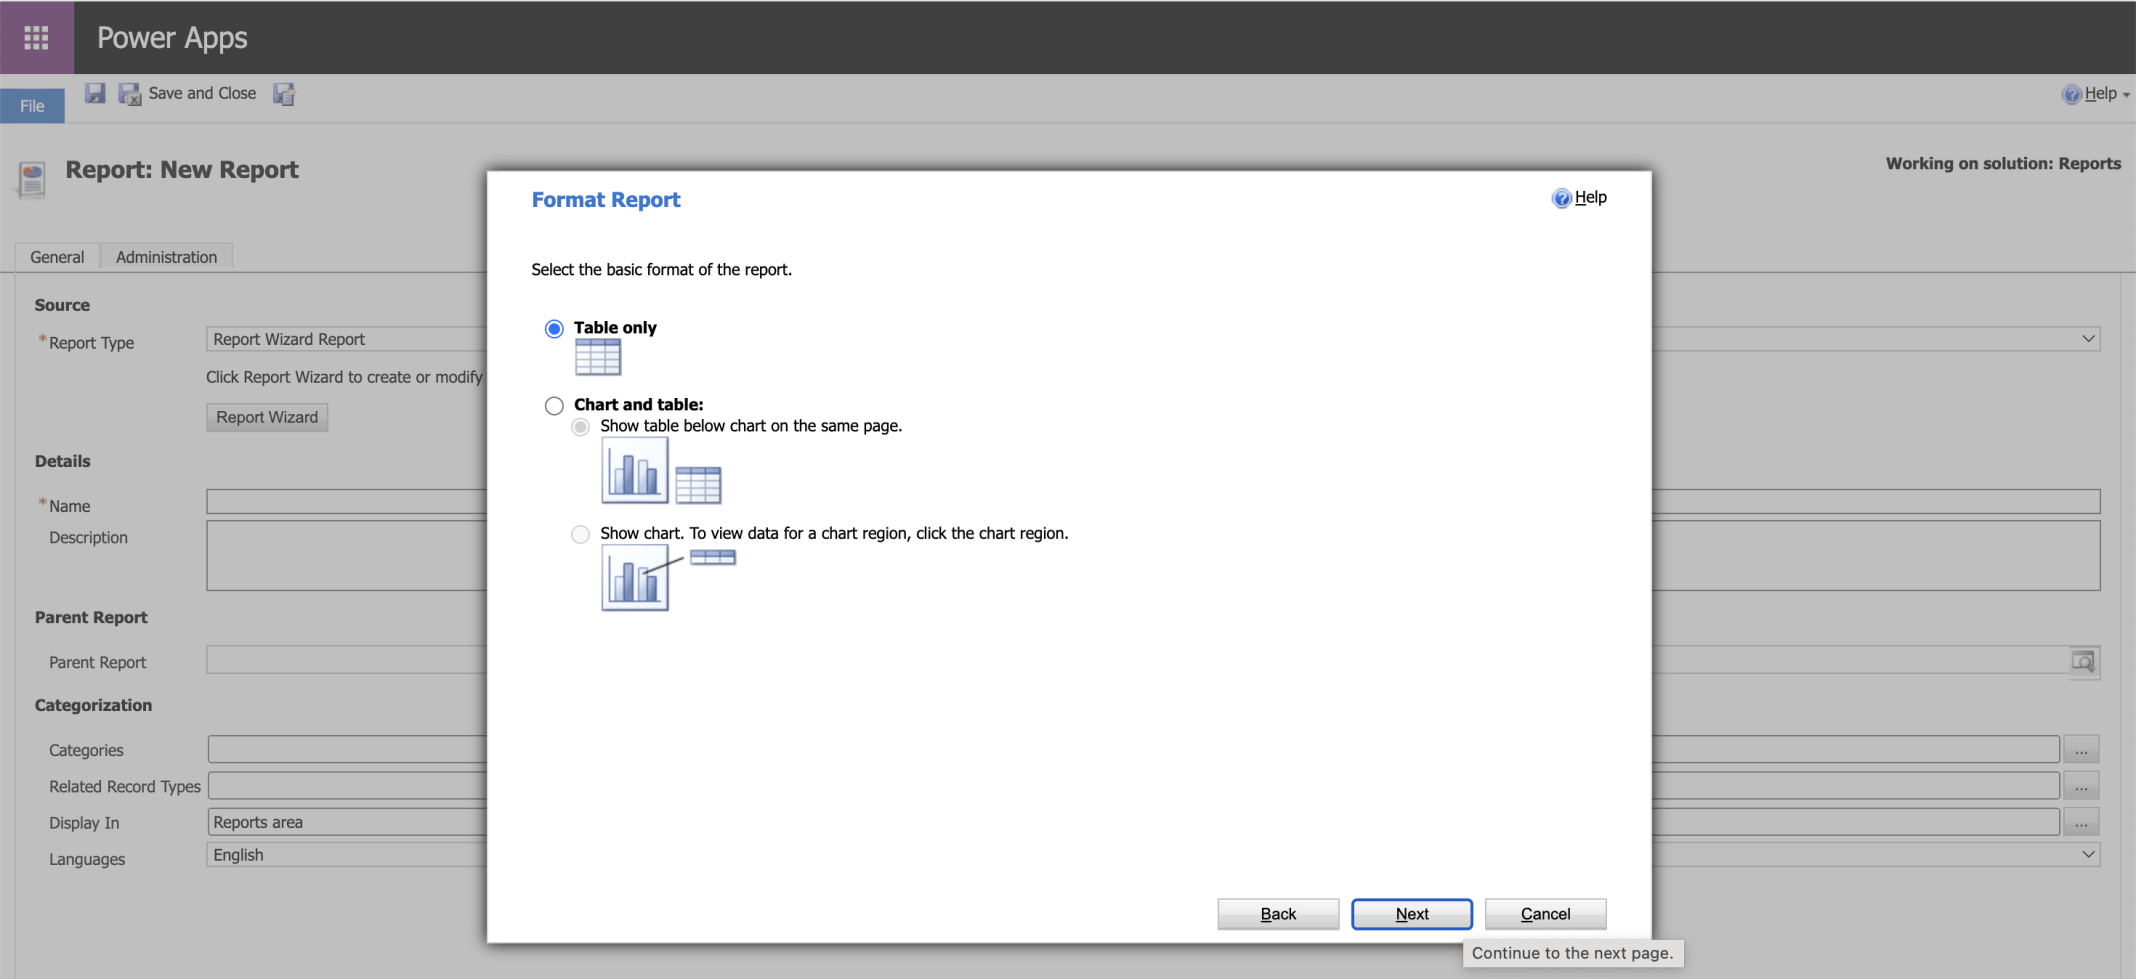 Power Apps
File
Save and Close
Help
Report: New Report
Working on solution: Reports
General
Administration
Source
*Report Type
Report Wizard Report
Click Report Wizard to create or modify
Report Wizard
Details
*Name
Description
Parent Report
Parent Report
Categorization
Categories
...
Related Record Types
...
Display In
Reports area
...
Languages
English
Format Report
Help
Select the basic format of the report.
Table only
Chart and table:
Show table below chart on the same page.
Show chart. To view data for a chart region, click the chart region.
Back
Next
Cancel
Continue to the next page.